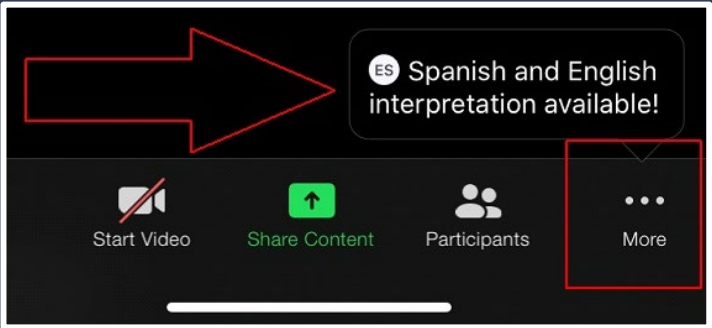 ES Spanish and English
interpretation available!
Start Video
Share Content
Participants
More